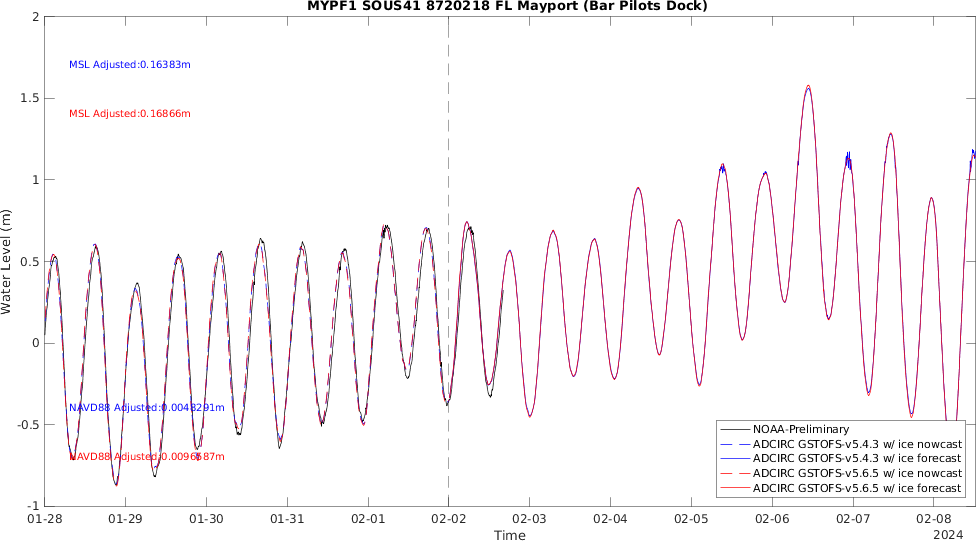 MYPF1 SOUS41 8720218 FL Mayport (Bar Pilots Dock)
2
1.5
1
0.5
0
-0.5
-1
Water Level (m)
MSL Adjusted:0.16383m
MSL Adjusted:0.16866m
NAVD88 Adjusted:0.0048291m
NAVD88 Adjusted:0.0096587m
NOAA-Preliminary
ADCIRC GSTOFS-v5.4.3 w/ ice nowcast
ADCIRC GSTOFS-v5.4.3 w/ ice forecast
ADCIRC GSTOFS-v5.6.5 w/ ice nowcast
ADCIRC GSTOFS-v5.6.5 w/ ice forecast
01-28 01-29 01-30 01-31 02-01 02-02 02-03 02-04 02-05 02-06 02-07 02-08
Time
2024